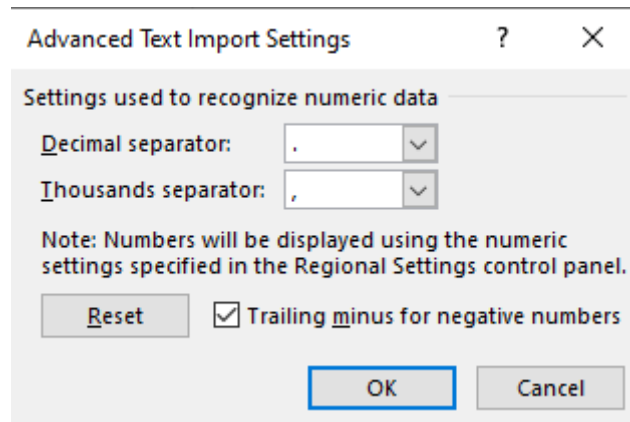 Advanced Text Import Settings ? X
Settings used to recognize numeric data
Decimal separator: .
Thousands separator: ,
Note: Numbers will be displayed using the numeric
settings specified in the Regional Settings control panel.
Reset Trailing minus for negative numbers
OK Cancel